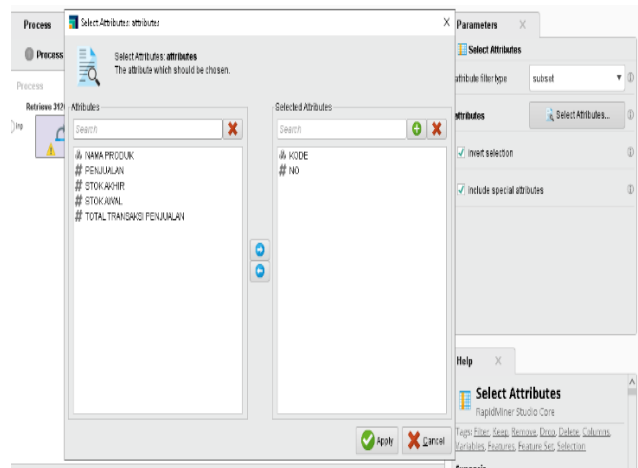 Process
Process
Process
Retrieve 312
inp
Select Attributes: attributes
Select Attributes: attributes
The attribute which should be chosen.
Attributes
Search
NAMA PRODUK
PENJUALAN
STOK AKHIR
STOK AWAL
TOTAL TRANSAKSI PENJUALAN
Selected Attributes
Search
KODE
NO
Apply
Cancel
Parameters
Select Attributes
attribute filter type
subset
attributes
Select Attributes...
invert selection
include special attributes
Help
Select Attributes
RapidMiner Studio Core
Tags: Filter, Keep, Remove, Drop, Delete, Columns,
Variables, Features, Feature Set, Selection